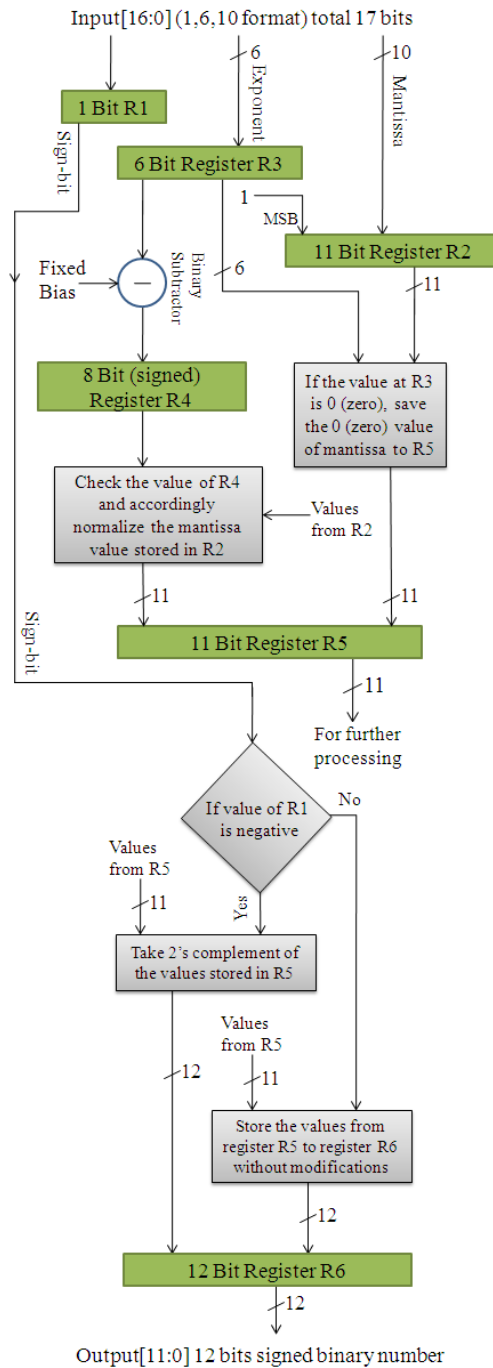 Input[16:0] (1,6,10 format) total 17 bits
6
10
Exponent
Mantissa
1 Bit R1
Sign-bit
6 Bit Register R3
1
MSB
11 Bit Register R2
Fixed
Bias
−
Binary
Subtractor
6
11
8 Bit (signed)
Register R4
If the value at R3
is 0 (zero), save
the 0 (zero) value
of mantissa to R5
Check the value of R4
and accordingly
normalize the mantissa
value stored in R2
Values
from R2
11
11
Sign-bit
11 Bit Register R5
11
For further
processing
If value of R1
is negative
No
Values
from R5
11
Yes
Take 2's complement of
the values stored in R5
Values
from R5
12
11
Store the values from
register R5 to register R6
without modifications
12
12 Bit Register R6
12
Output[11:0] 12 bits signed binary number